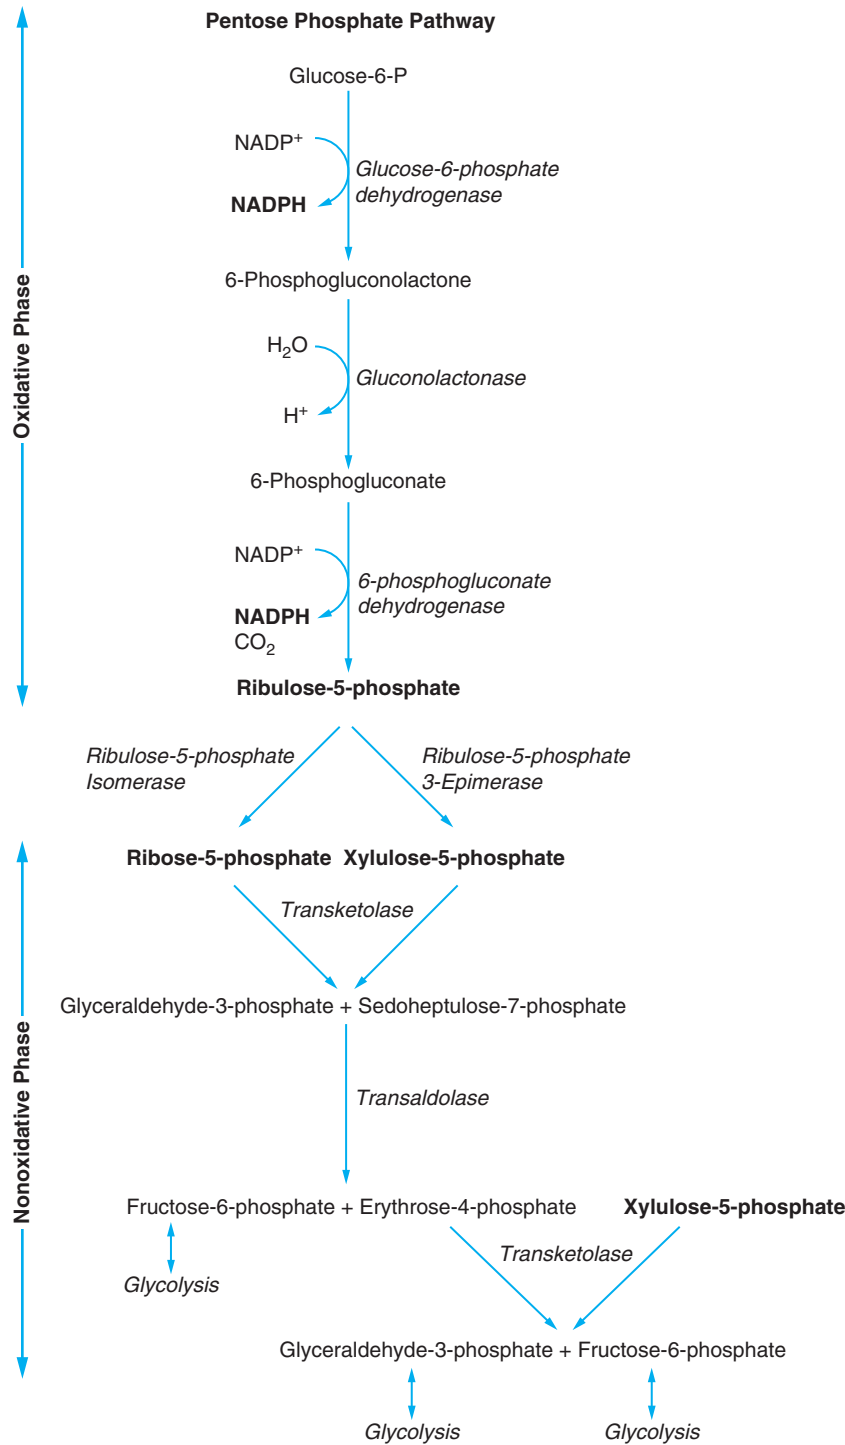 Pentose Phosphate Pathway
Glucose-6-P
NADP+
Glucose-6-phosphate
dehydrogenase
NADPH
6-Phosphogluconolactone
Oxidative Phase
H2O
Gluconolactonase
H+
6-Phosphogluconate
NADP+
6-phosphogluconate
dehydrogenase
NADPH
CO2
Ribulose-5-phosphate
Ribulose-5-phosphate
Isomerase
Ribulose-5-phosphate
3-Epimerase
Ribose-5-phosphate Xylulose-5-phosphate
Transketolase
Glyceraldehyde-3-phosphate + Sedoheptulose-7-phosphate
Nonoxidative Phase
Transaldolase
Fructose-6-phosphate + Erythrose-4-phosphate Xylulose-5-phosphate
Transketolase
Glycolysis
Glyceraldehyde-3-phosphate + Fructose-6-phosphate
Glycolysis Glycolysis